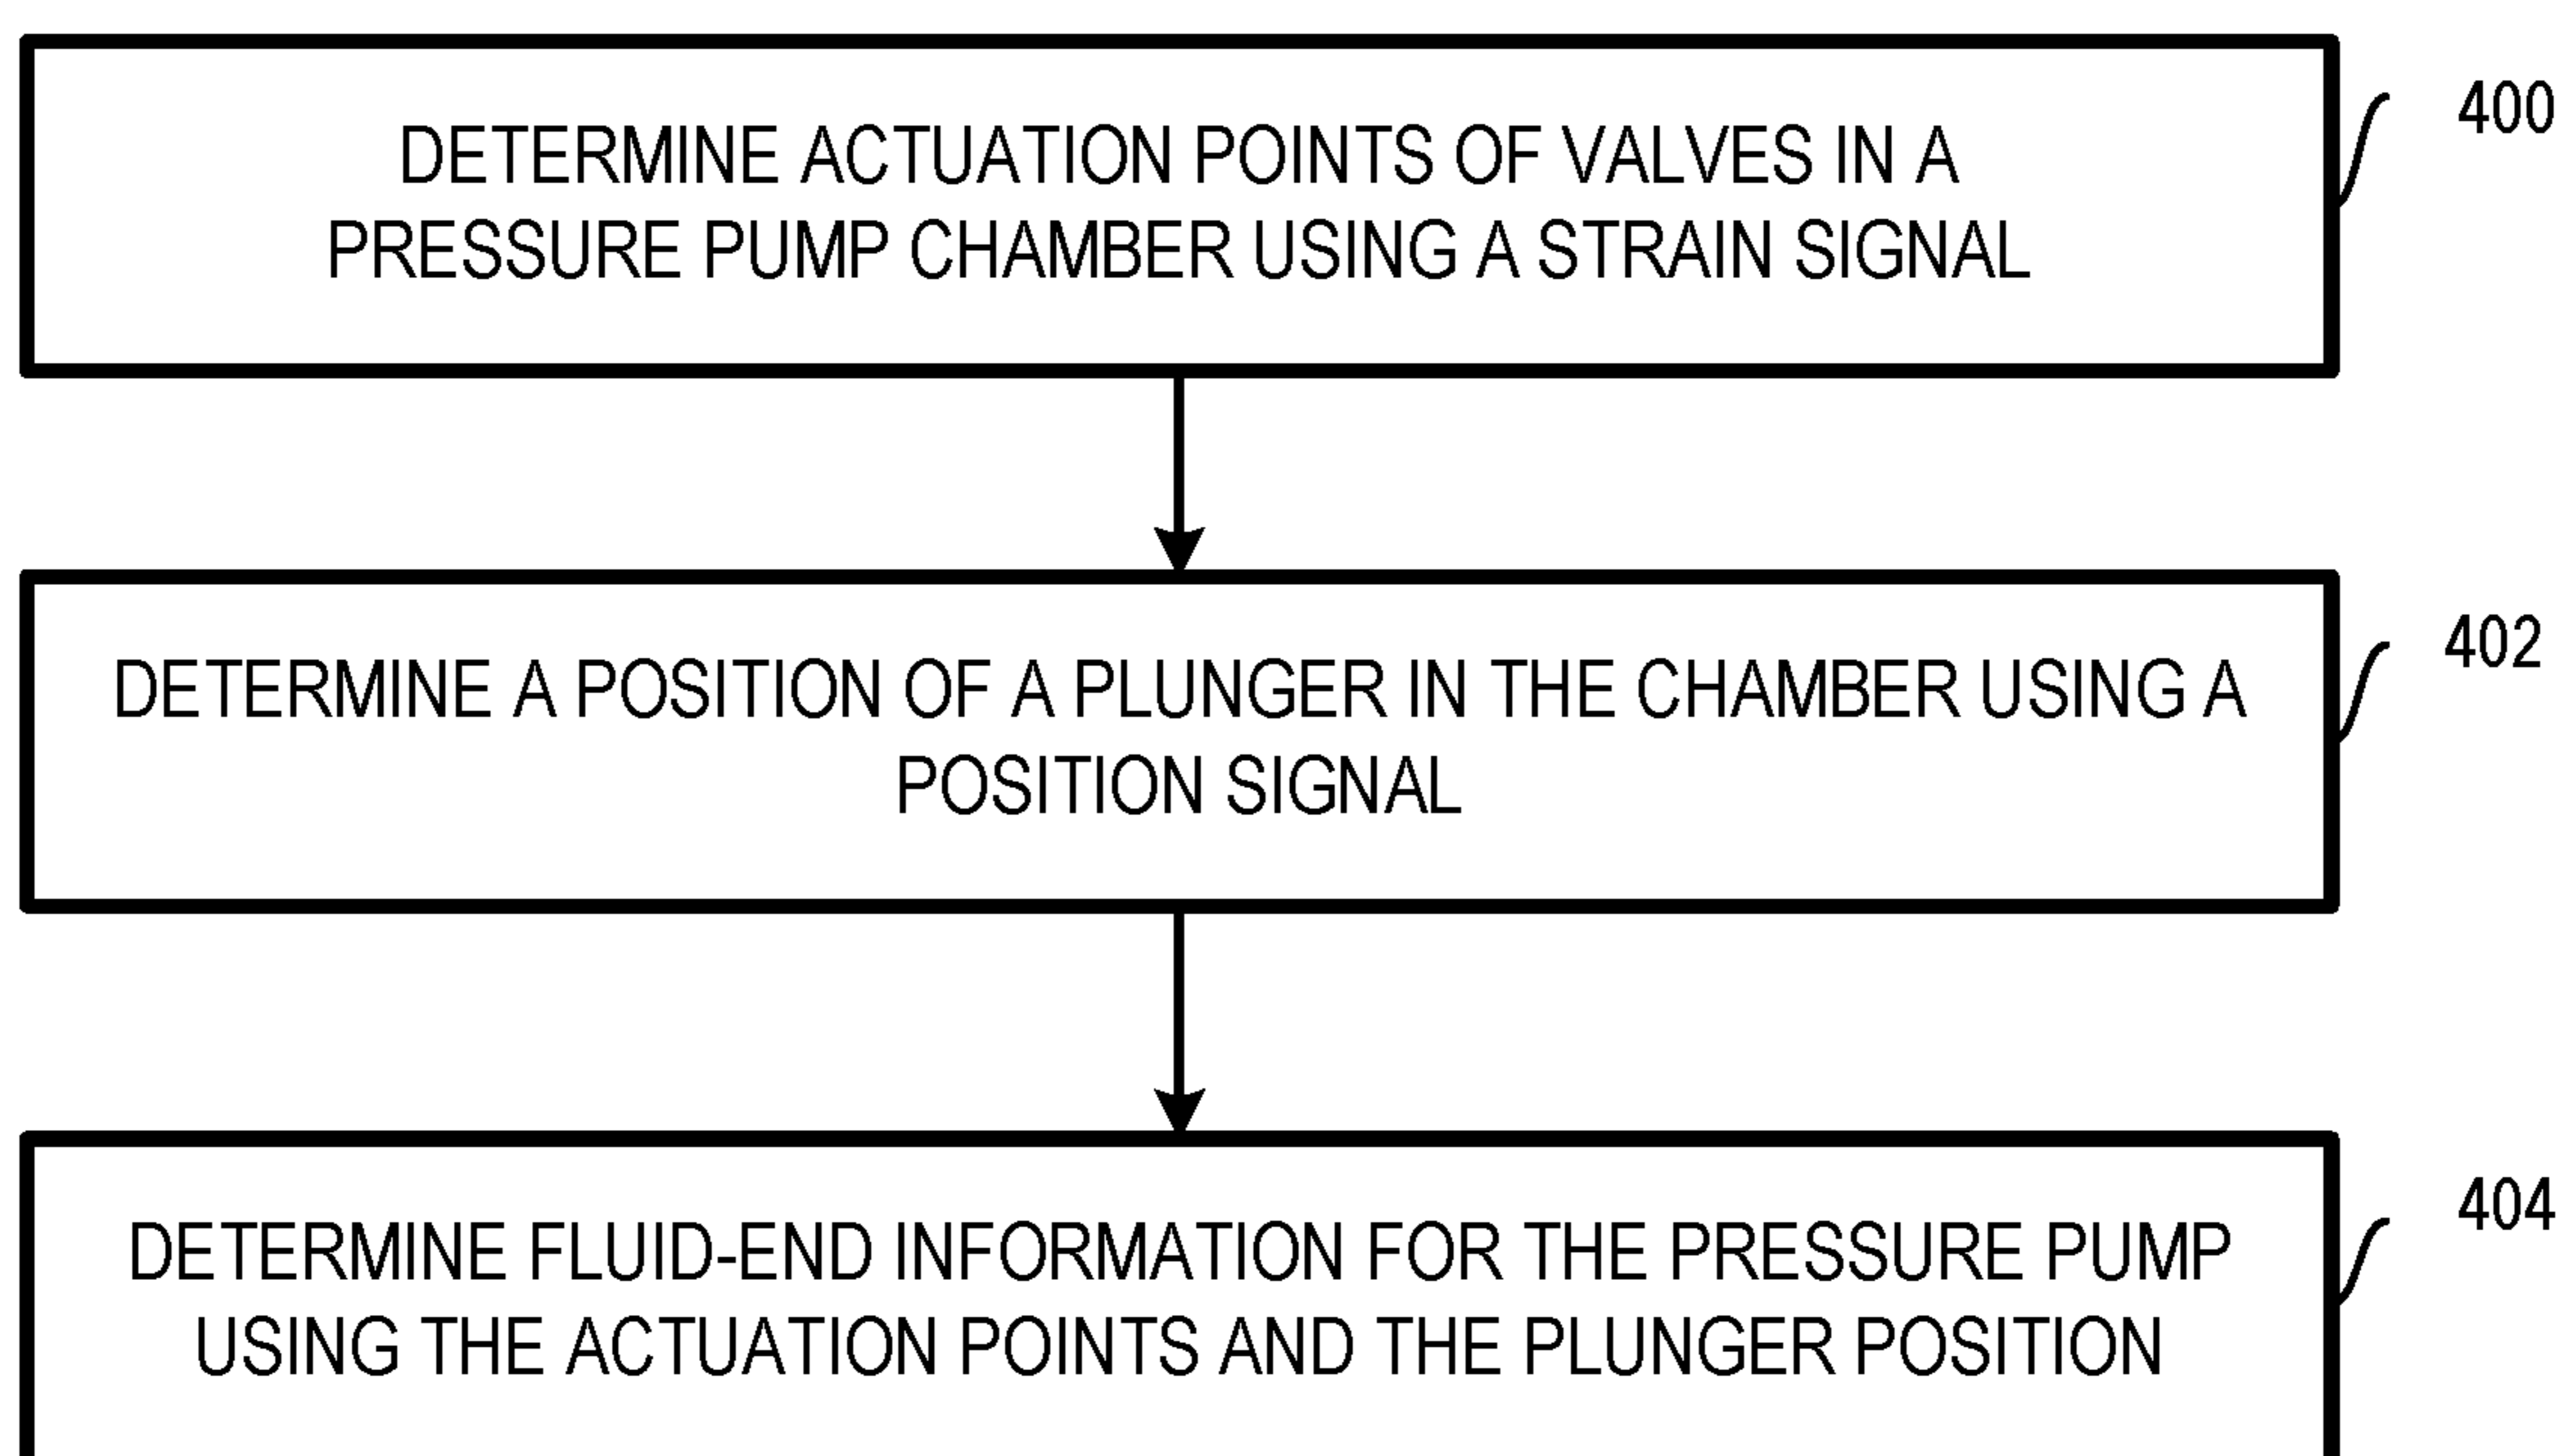 DETERMINE ACTUATION POINTS OF VALVES IN A
PRESSURE PUMP CHAMBER USING A STRAIN SIGNAL
400
DETERMINE A POSITION OF A PLUNGER IN THE CHAMBER USING A
POSITION SIGNAL
402
DETERMINE FLUID-END INFORMATION FOR THE PRESSURE PUMP
USING THE ACTUATION POINTS AND THE PLUNGER POSITION
404